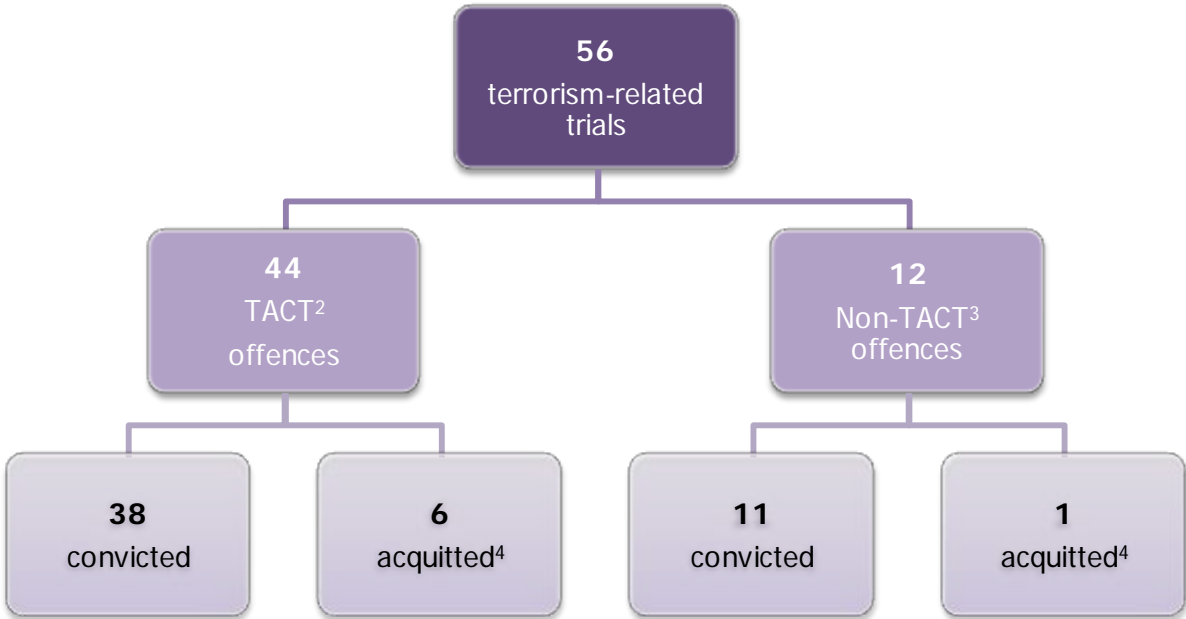 56
terrorism-related
trials
44
TACT²
offences
12
Non-TACT³
offences
38
convicted
6
acquitted⁴
11
convicted
1
acquitted⁴